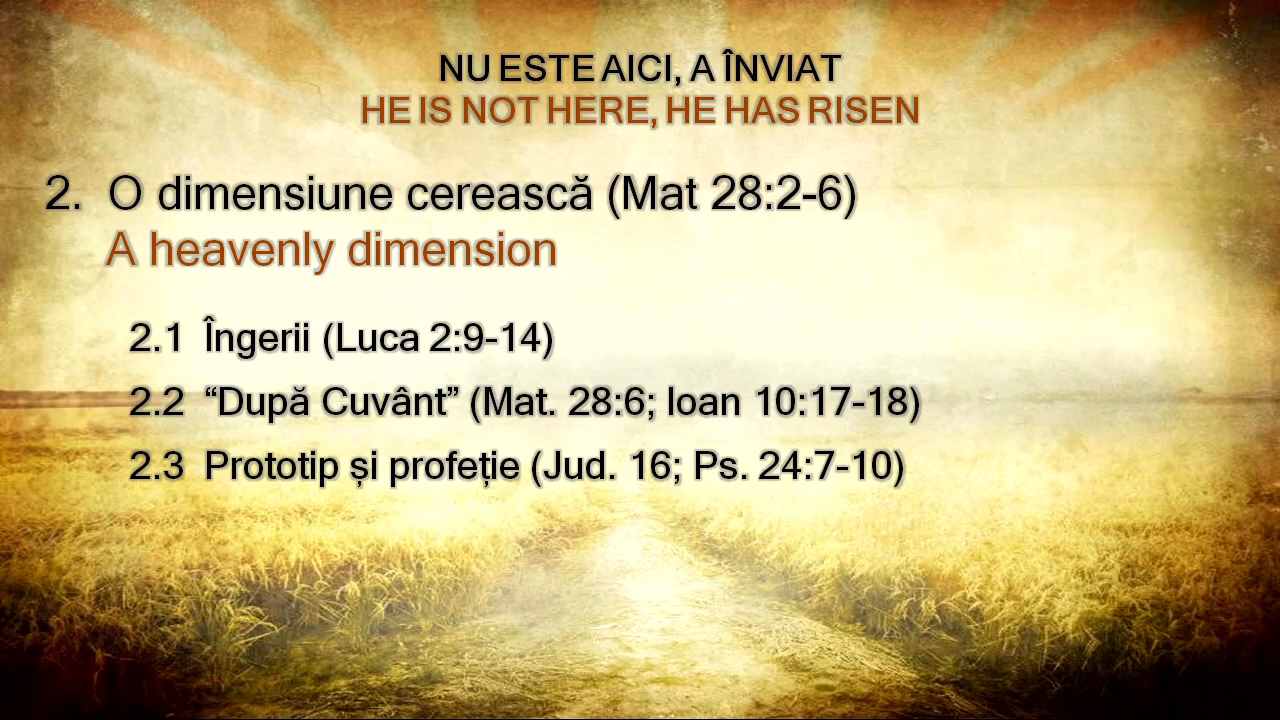 NU ESTE AICI, A ÎNVIAT
HE IS NOT HERE, HE HAS RISEN
2. O dimensiune cerească (Mat 28:2-6)
A heavenly dimension
2.1 Îngerii (Luca 2:9-14)
2.2 “După Cuvânt” (Mat. 28:6; Ioan 10:17-18)
2.3 Prototip și profeție (Jud. 16; Ps. 24:7-10)